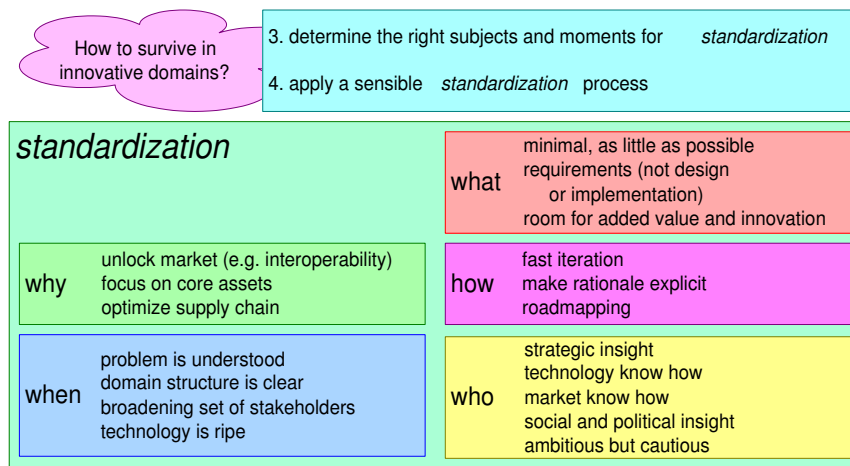 How to survive in
innovative domains?
3. determine the right subjects and moments for standardization
4. apply a sensible standardization process
standardization
what
minimal, as little as possible
requirements (not design
or implementation)
room for added value and innovation
why
unlock market (e.g. interoperability)
focus on core assets
optimize supply chain
how
fast iteration
make rationale explicit
roadmapping
when
problem is understood
domain structure is clear
broadening set of stakeholders
technology is ripe
who
strategic insight
technology know how
market know how
social and political insight
ambitious but cautious